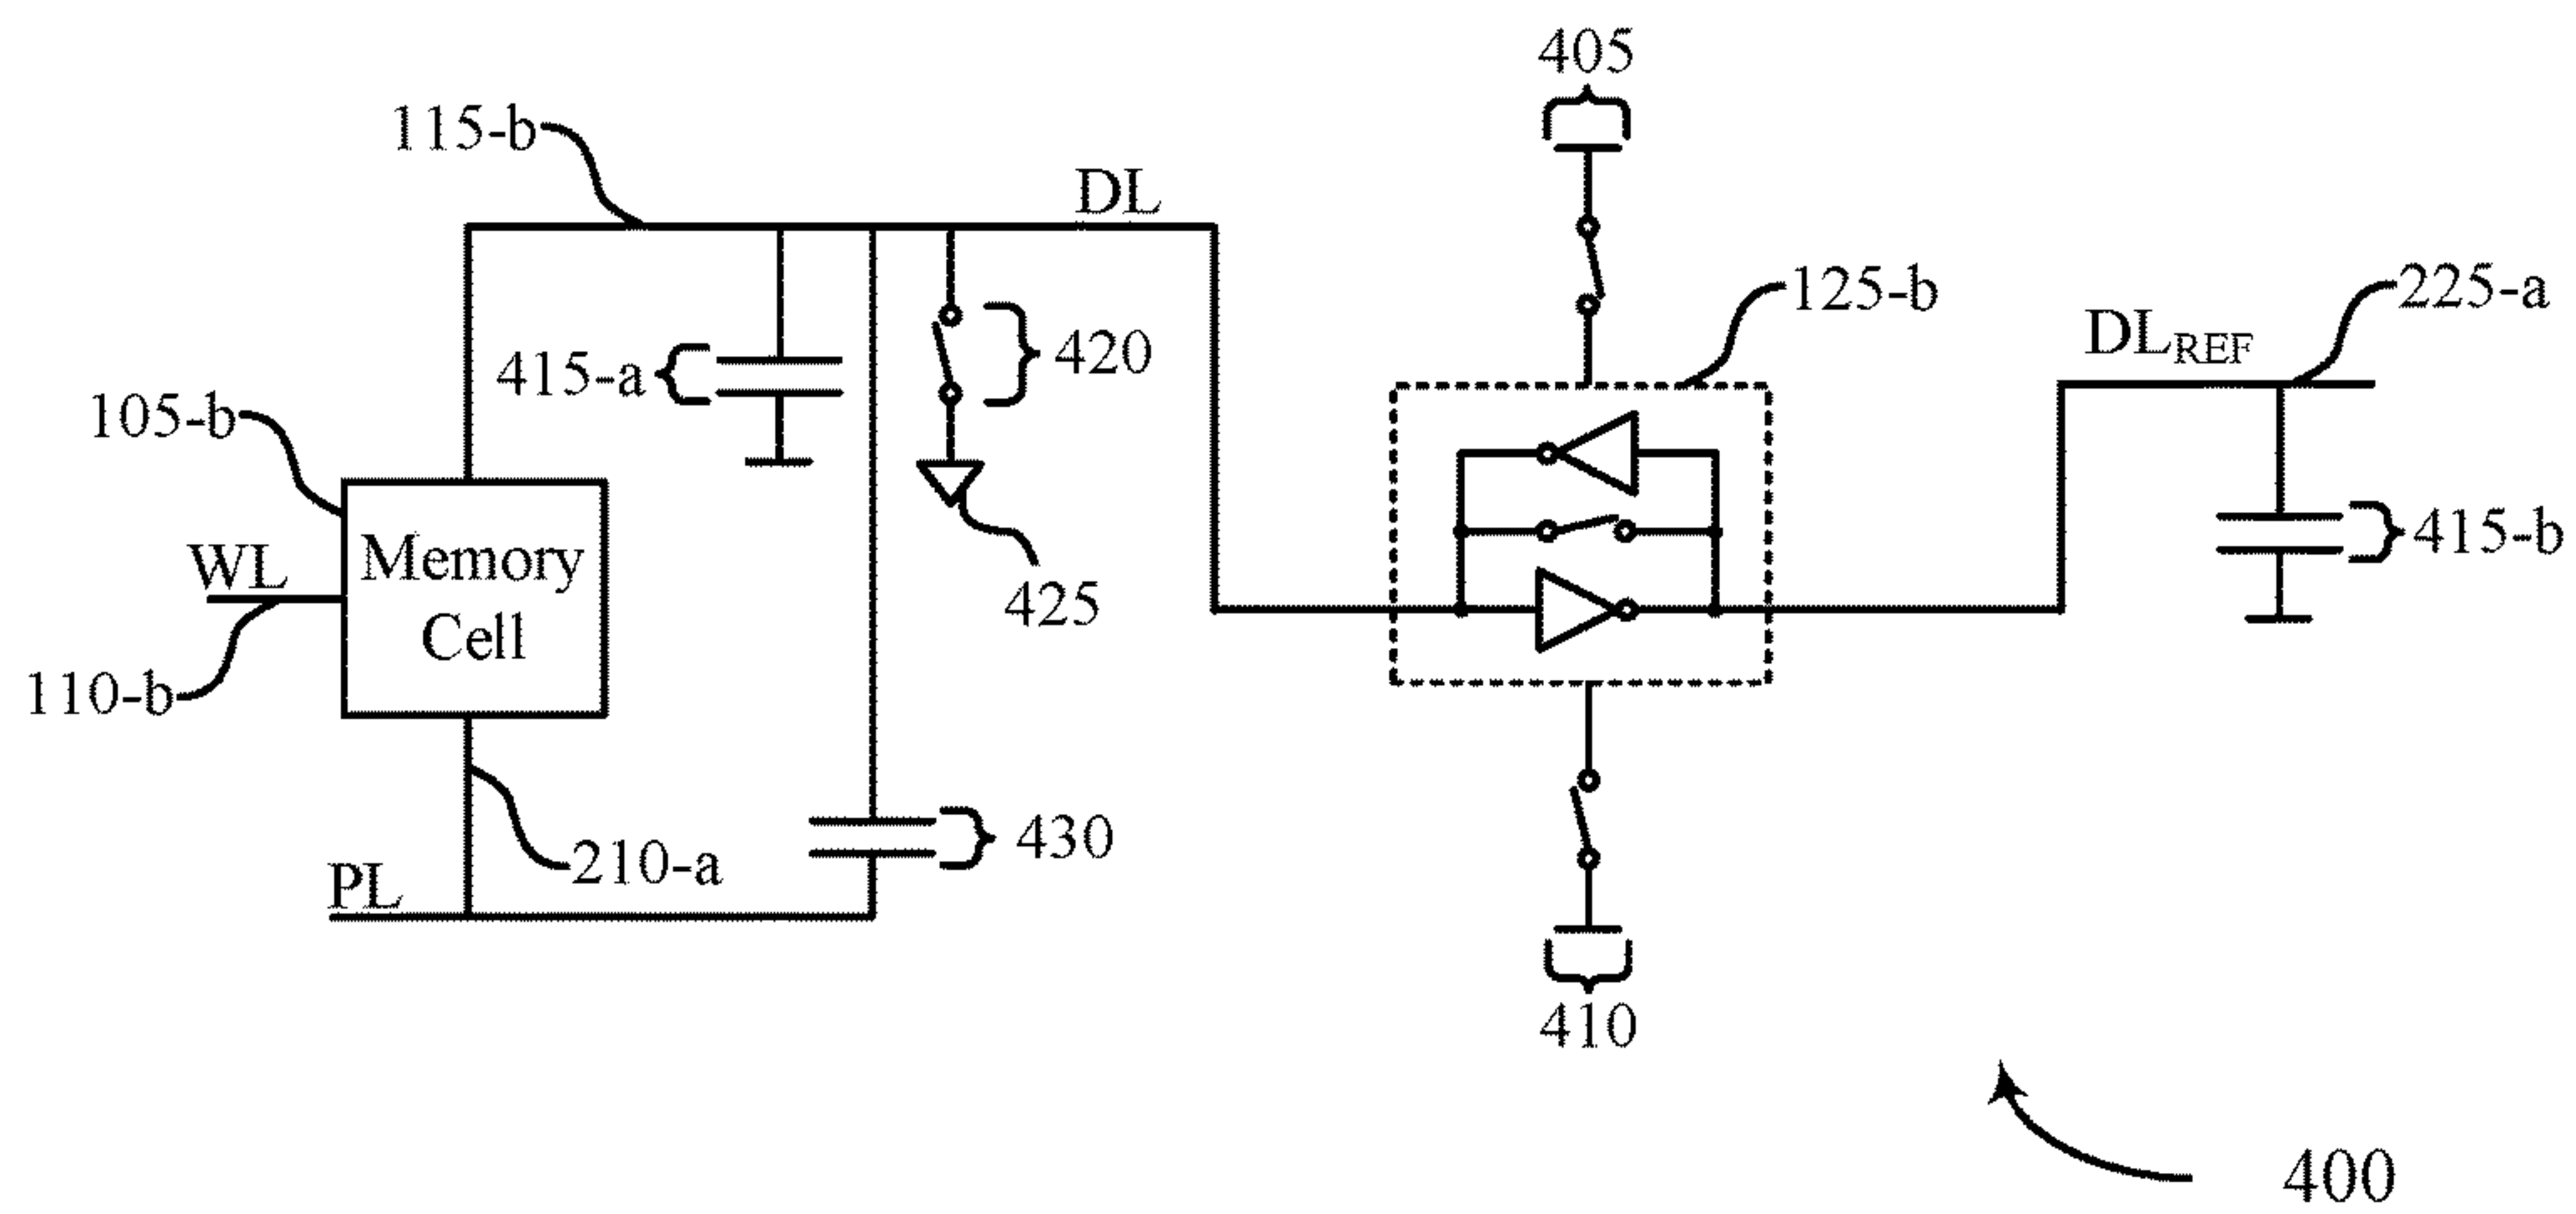 405
115-b
DL
125-b
225-a
DLREF
415-a
420
105-b
WL
Memory
Cell
425
415-b
110-b
430
210-a
PL
410
400